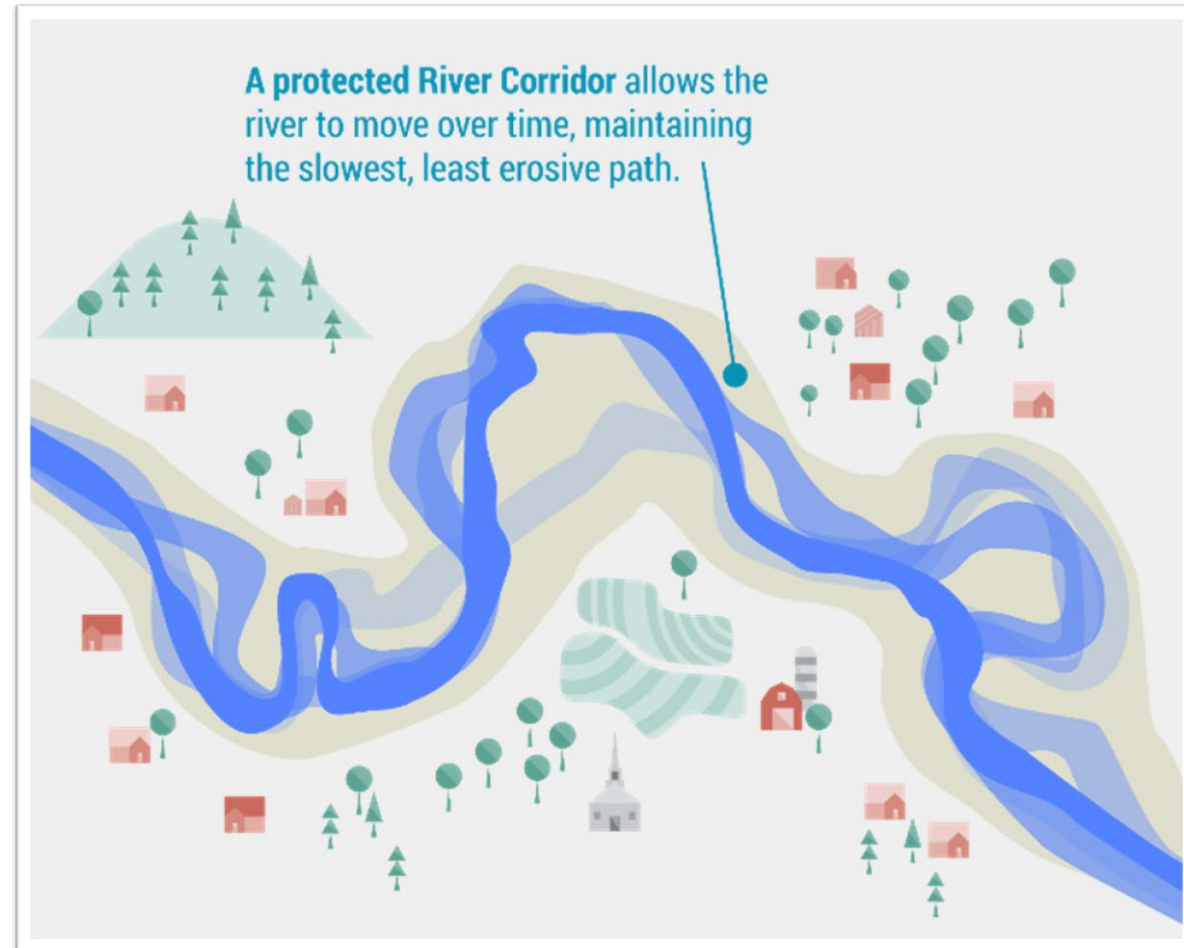 A protected River Corridor allows the
river to move over time, maintaining
the slowest, least erosive path.